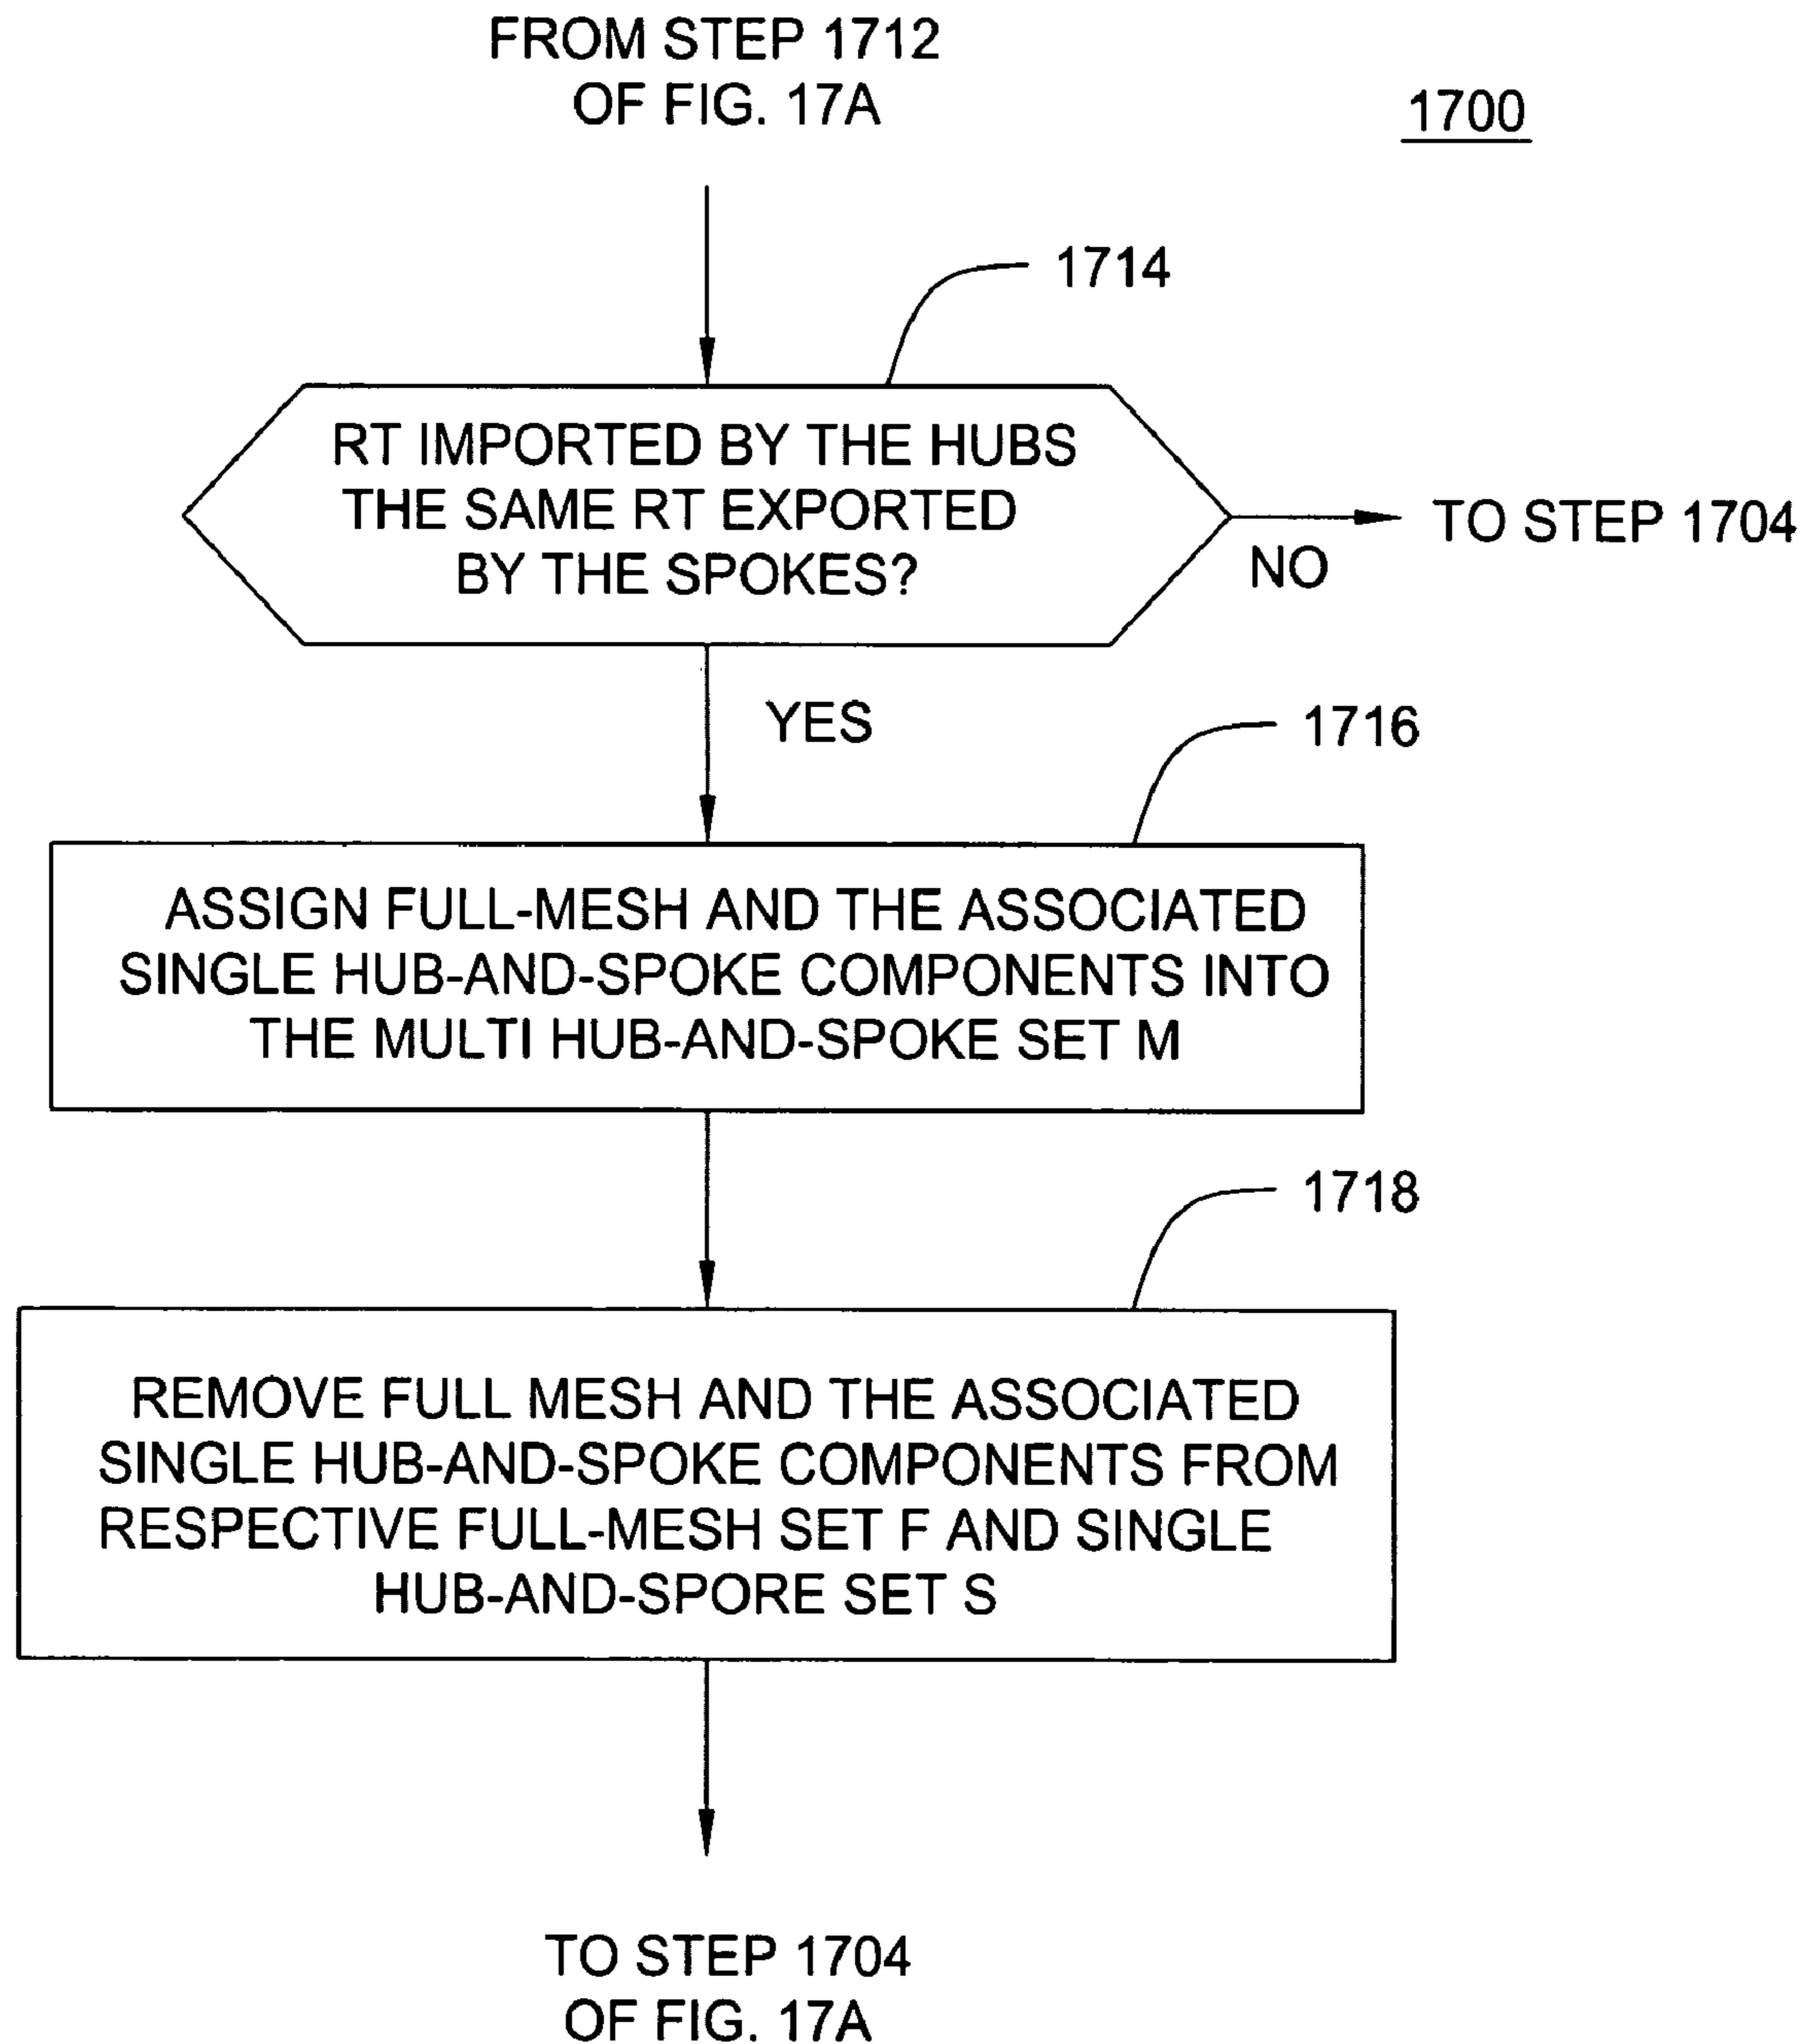 FROM STEP 1712
OF FIG. 17A
1700
1714
RT IMPORTED BY THE HUBS
THE SAME RT EXPORTED
BY THE SPOKES?
TO STEP 1704
NO
YES
1716
ASSIGN FULL-MESH AND THE ASSOCIATED
SINGLE HUB-AND-SPOKE COMPONENTS INTO
THE MULTI HUB-AND-SPOKE SET M
1718
REMOVE FULL MESH AND THE ASSOCIATED
SINGLE HUB-AND-SPOKE COMPONENTS FROM
RESPECTIVE FULL-MESH SET F AND SINGLE
HUB-AND-SPORE SET S
TO STEP 1704
OF FIG. 17A